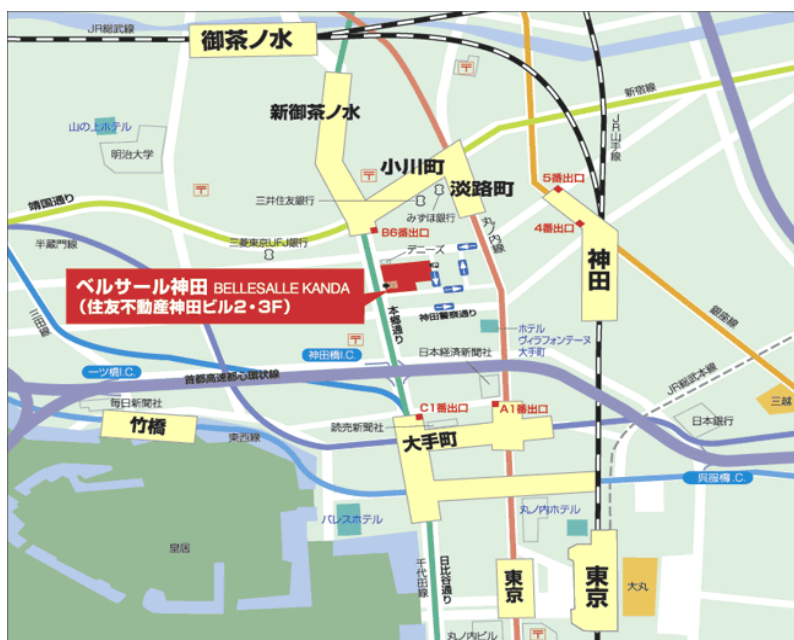 JR総武線
御茶ノ水
新御茶ノ水
新宿線
JR山手線
山の上ホテル
明治大学
小川町
淡路町
三井住友銀行
みずほ銀行
5番出口
4番出口
靖国通り
半蔵門線
三菱東京UFJ銀行
B6番出口
デニーズ
丸ノ内線
神田
ベルサール神田 BELLESALLE KANDA
(住友不動産神田ビル2・3F)
三田線
本郷通り
神田警察通り
ホテル
ヴィラフォンテーヌ
大手町
銀座線
神田橋I.C.
日本経済新聞社
一ツ橋I.C.
首都高速都心環状線
JR総武本線
三越
毎日新聞社
竹橋
東西線
C1番出口
A1番出口
読売新聞社
大手町
日本銀行
呉服橋I.C.
パレスホテル
丸ノ内ホテル
皇居
千代田線
日比谷通り
東京
東京
大丸
丸ノ内ビル